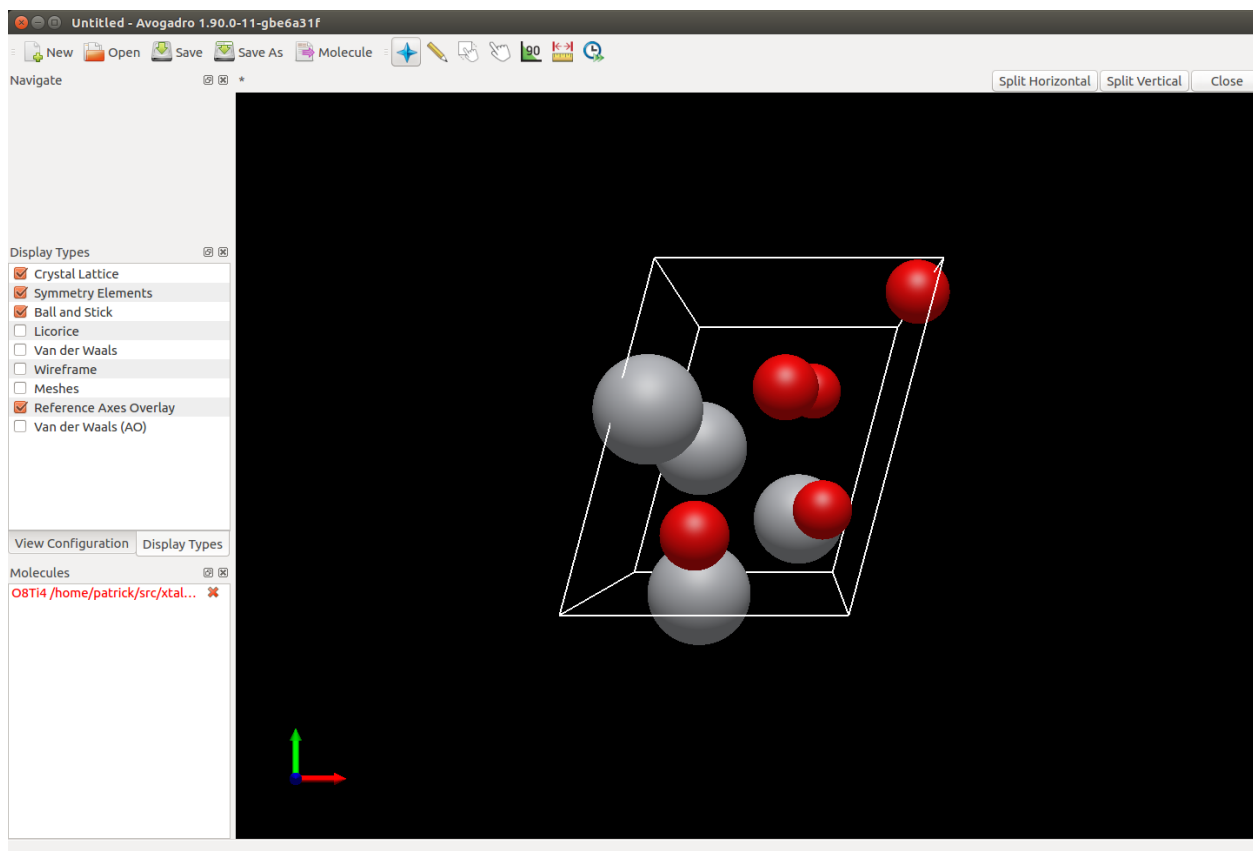 Untitled - Avogadro 1.90.0-11-gbe6a31f
New Open Save Save As Molecule 90
Navigate
* Split Horizontal Split Vertical Close
Display Types
Crystal Lattice
Symmetry Elements
Ball and Stick
Licorice
Van der Waals
Wireframe
Meshes
Reference Axes Overlay
Van der Waals (AO)
View Configuration Display Types
Molecules
O8Ti4 /home/patrick/src/xtal...